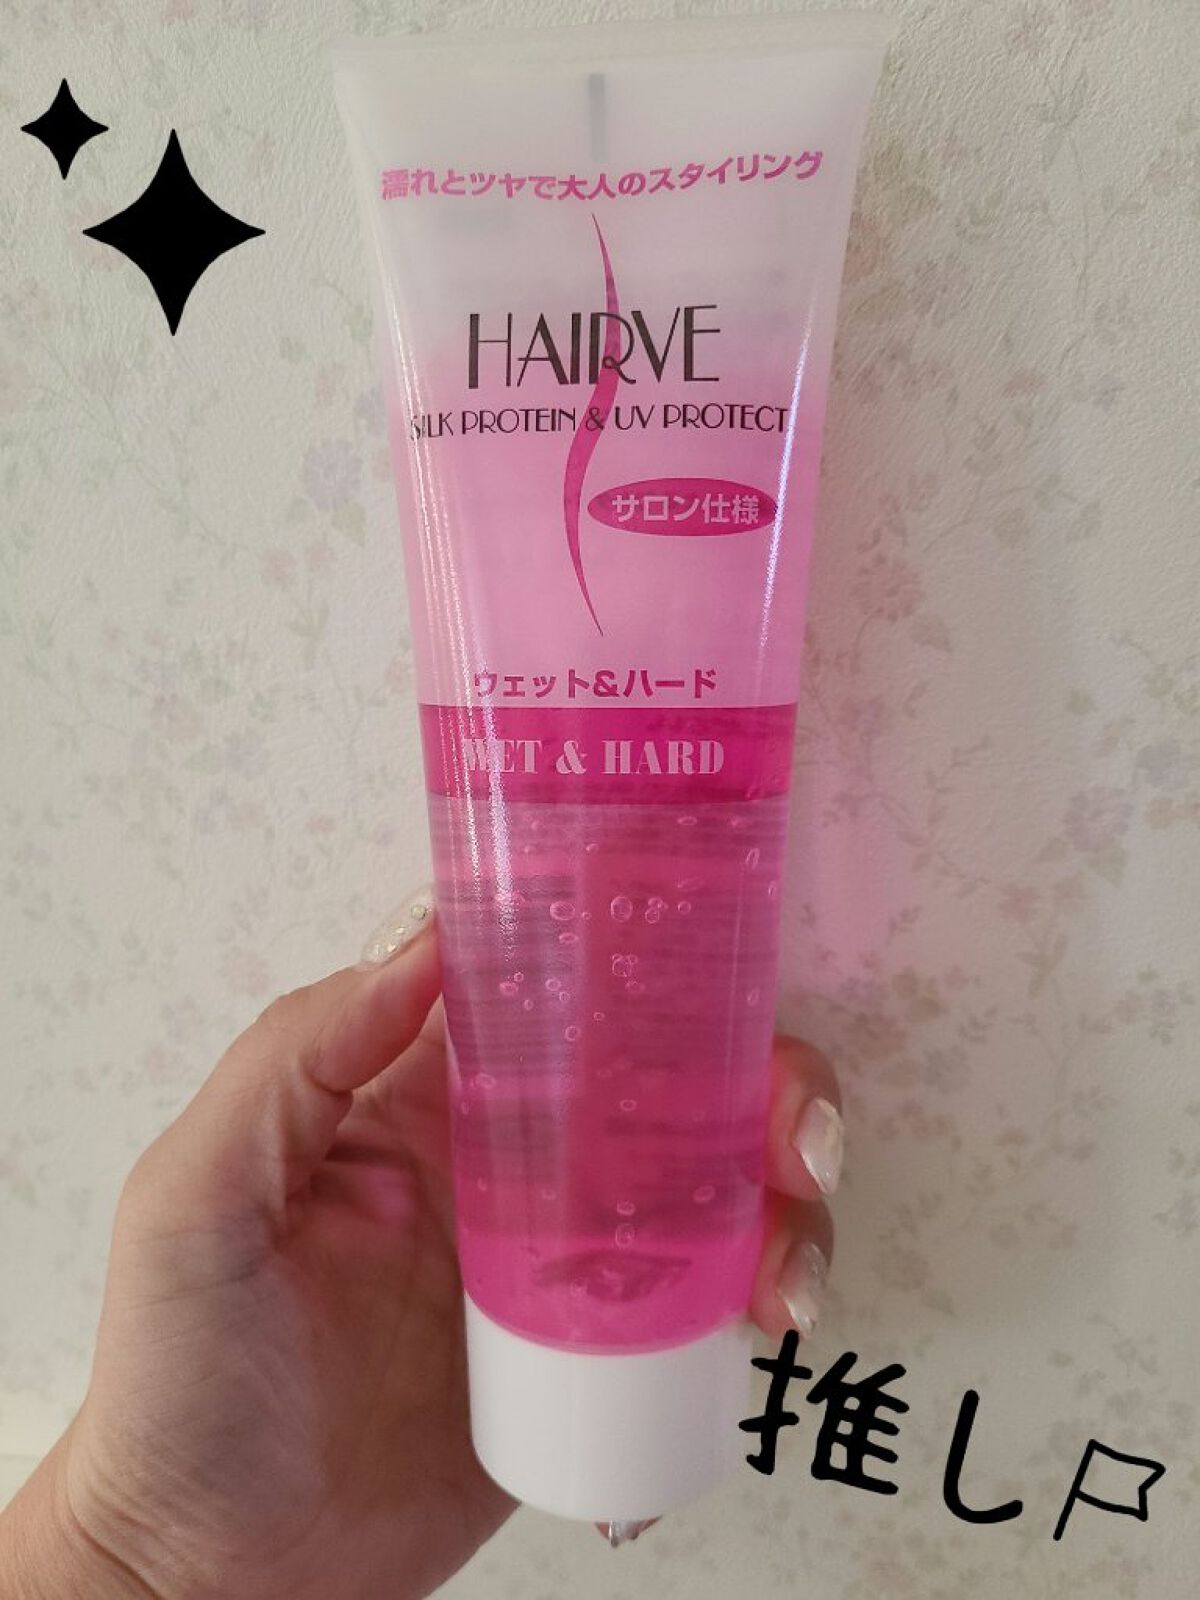 濡れとツヤで大人のスタイリング
HAIRVE
SILK PROTEIN & UV PROTECT
サロン仕様
ウェット&ハード
WET & HARD
推し